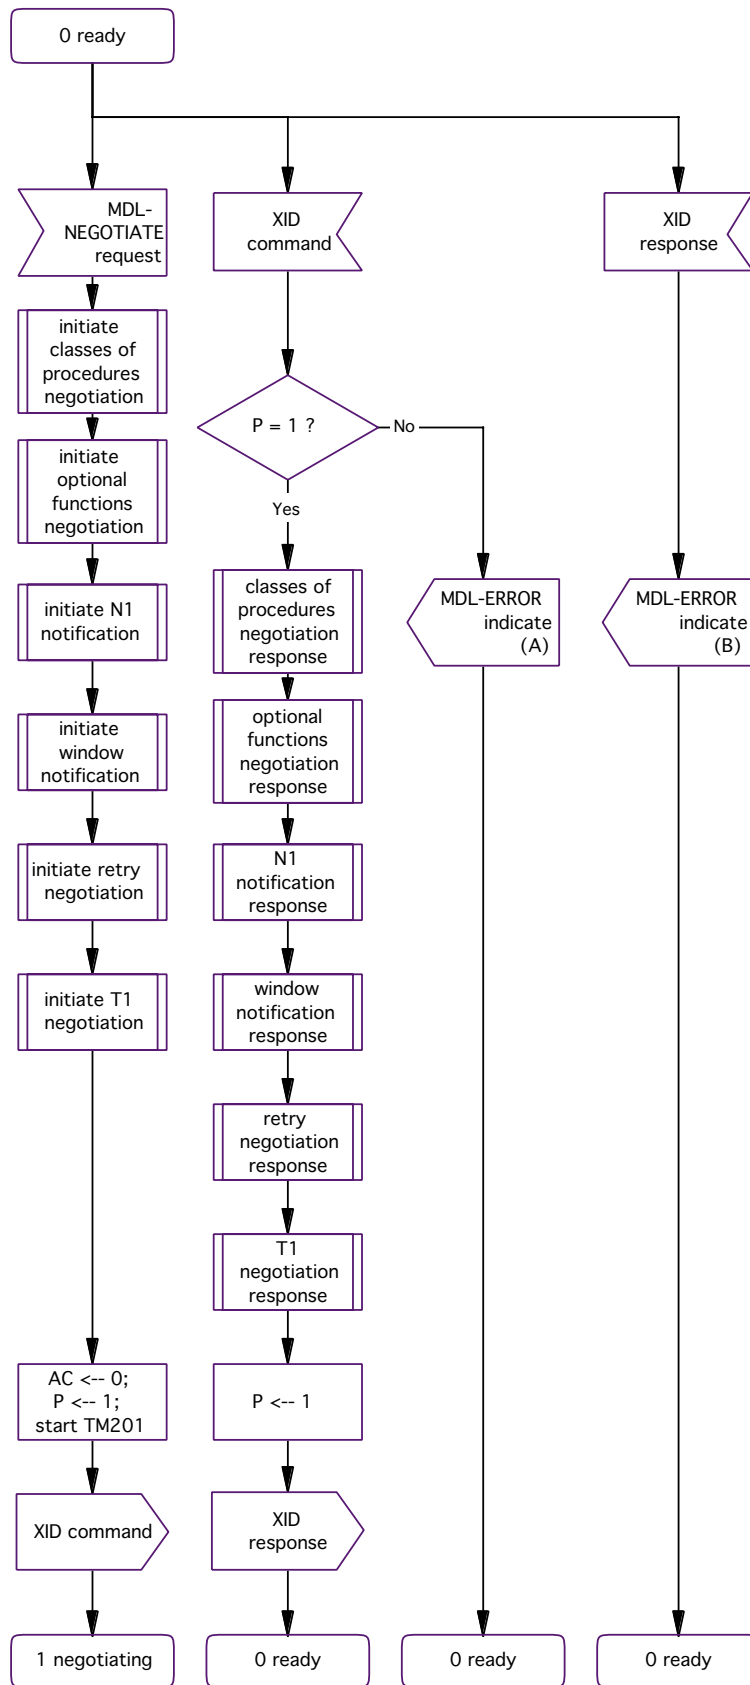 0 ready
MDL-
NEGOTIATE
request
initiate
classes of
procedures
negotiation
initiate
optional
functions
negotiation
initiate N1
notification
initiate
window
notification
initiate retry
negotiation
initiate T1
negotiation
AC <-- 0;
P <-- 1;
start TM201
XID command
1 negotiating
XID
command
P = 1 ?
No
Yes
classes of
procedures
negotiation
response
optional
functions
negotiation
response
N1
notification
response
window
notification
response
retry
negotiation
response
T1
negotiation
response
P <-- 1
XID
response
0 ready
MDL-ERROR
indicate
(A)
0 ready
XID
response
MDL-ERROR
indicate
(B)
0 ready